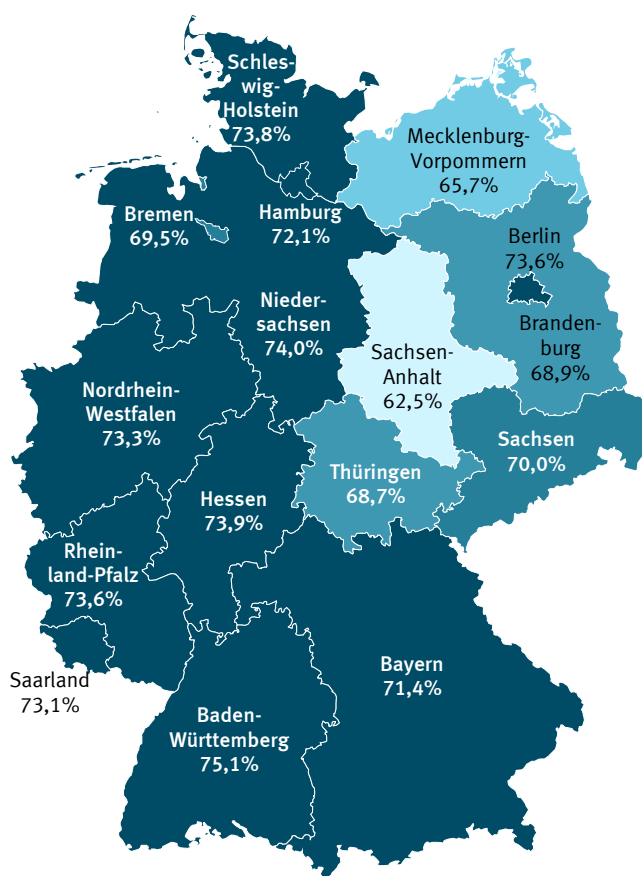 Schles-
wig-
Holstein
73,8%
Mecklenburg-
Vorpommern
65,7%
Bremen
69,5%
Hamburg
72,1%
Berlin
73,6%
Nieder-
sachsen
74,0%
Branden-
burg
68,9%
Sachsen-
Anhalt
62,5%
Nordrhein-
Westfalen
73,3%
Sachsen
70,0%
Thüringen
68,7%
Hessen
73,9%
Rhein-
land-Pfalz
73,6%
Saarland
73,1%
Bayern
71,4%
Baden-
Württemberg
75,1%